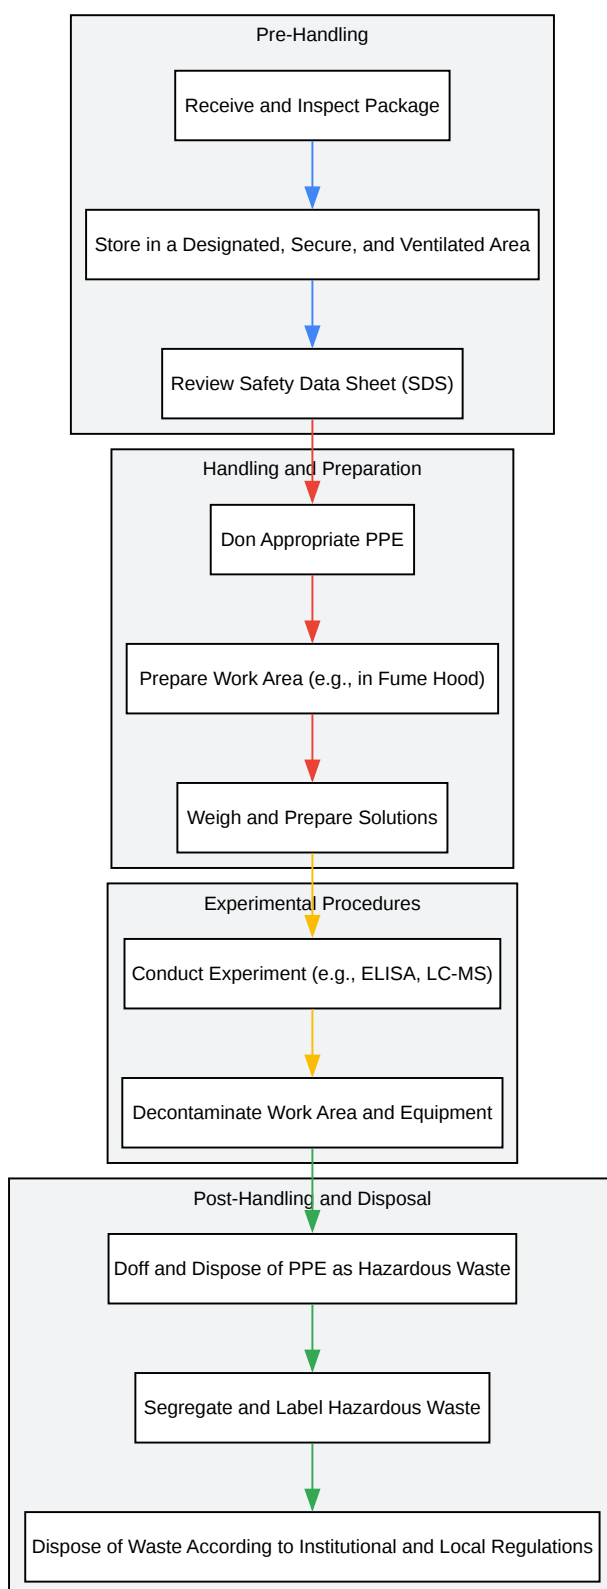 Pre-Handling
Receive and Inspect Package
Store in a Designated, Secure, and Ventilated Area
Review Safety Data Sheet (SDS)
Handling and Preparation
Don Appropriate PPE
Prepare Work Area (e.g., in Fume Hood)
Weigh and Prepare Solutions
Experimental Procedures
Conduct Experiment (e.g., ELISA, LC-MS)
Decontaminate Work Area and Equipment
Post-Handling and Disposal
Doff and Dispose of PPE as Hazardous Waste
Segregate and Label Hazardous Waste
Dispose of Waste According to Institutional and Local Regulations